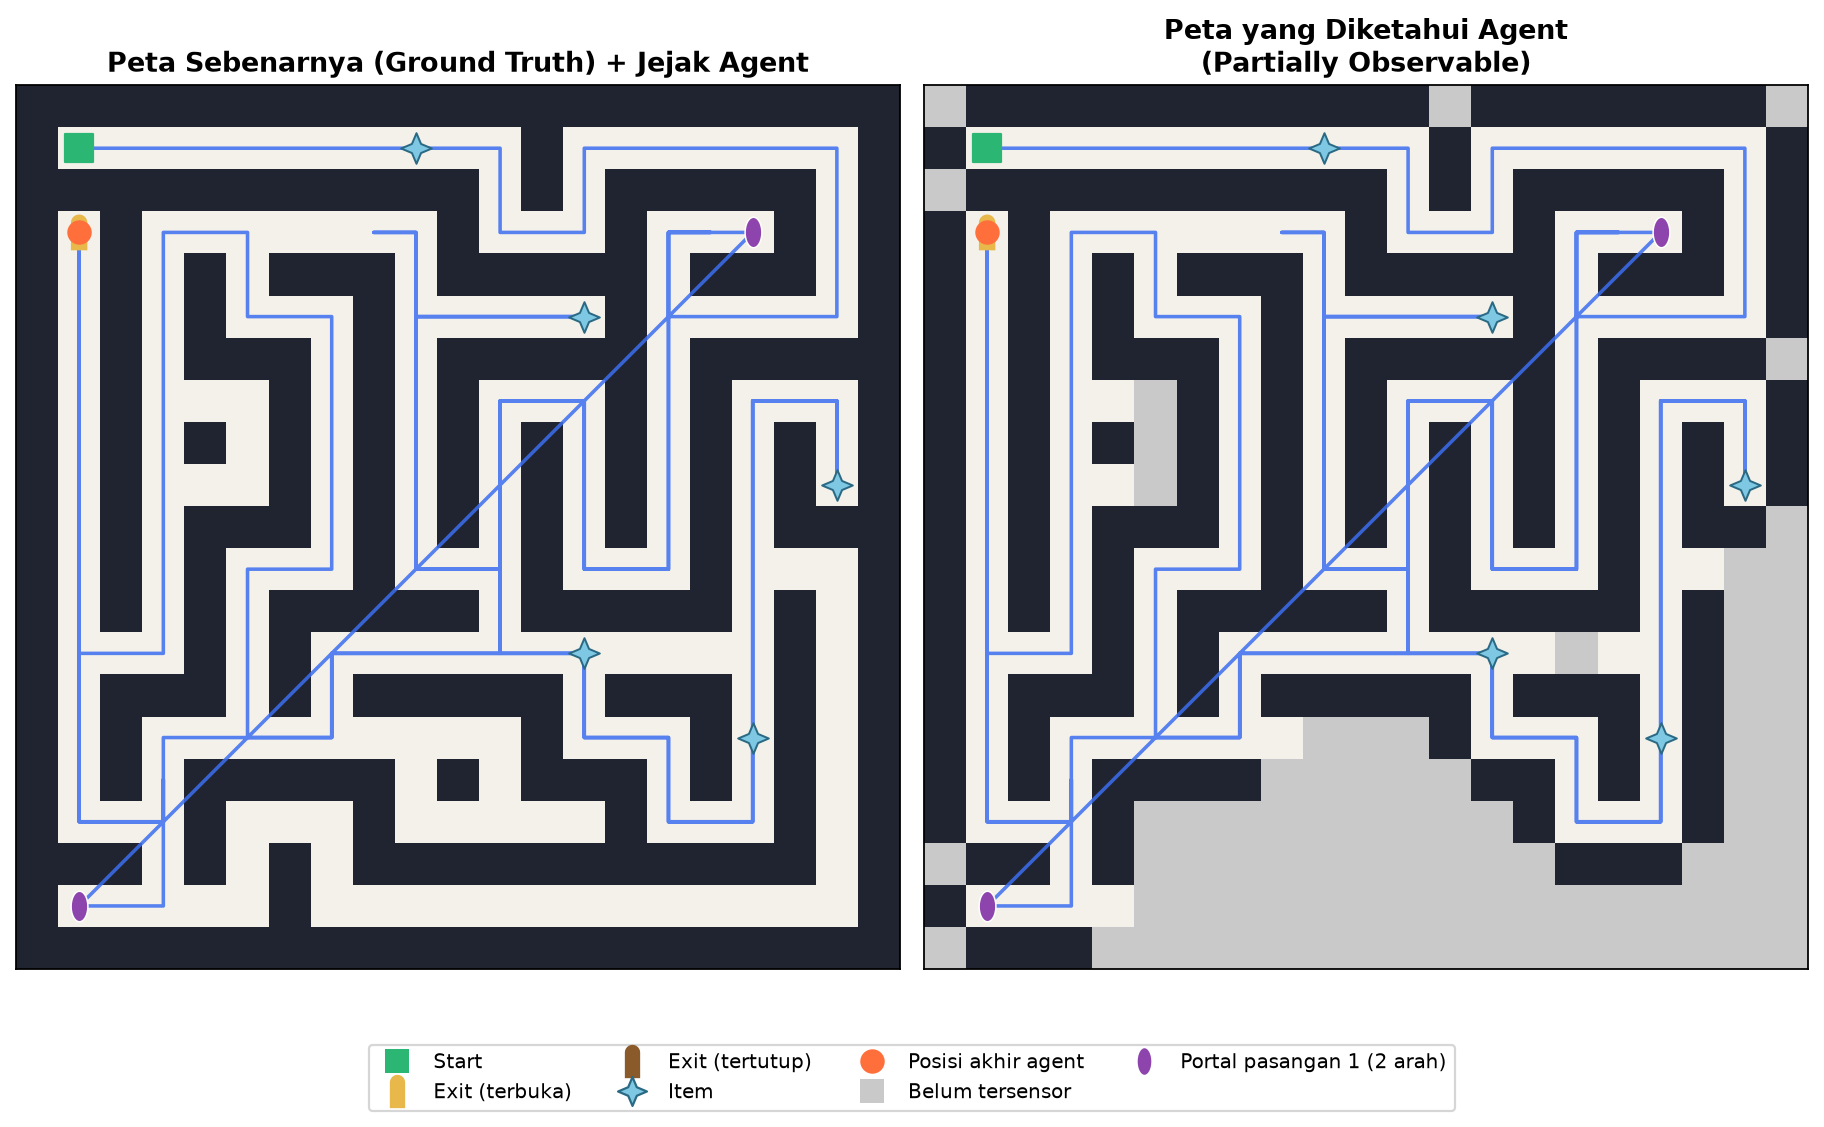 Peta Sebenarnya (Ground Truth) + Jejak Agent
Peta yang Diketahui Agent
(Partially Observable)
Start
Exit (terbuka)
Exit (tertutup)
Item
Posisi akhir agent
Belum tersensor
Portal pasangan 1 (2 arah)